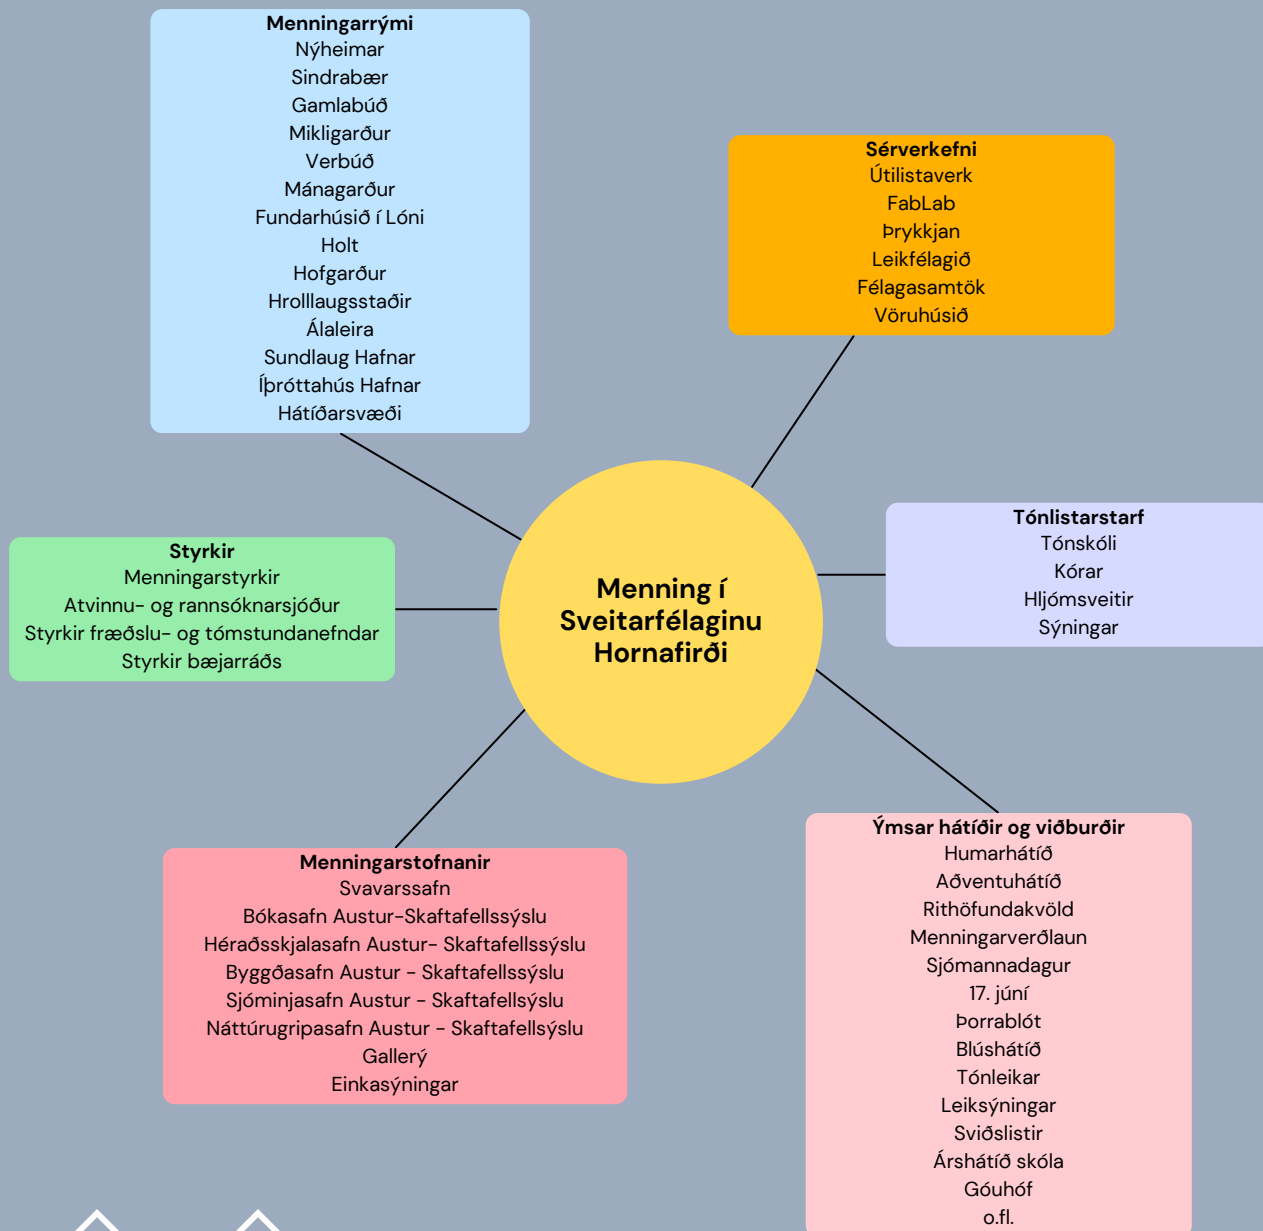 Menningarrými
Nýheimar
Sindrabær
Gamlabúð
Mikligarður
Verbúð
Mánagarður
Fundarhúsið í Lóni
Holt
Hofgarður
Hrolllaugsstaðir
Álaleira
Sundlaug Hafnar
Íþróttahús Hafnar
Hátíðarsvæði
Sérverkefni
Útilistaverk
FabLab
Þrykkjan
Leikfélagið
Félagasamtök
Vöruhúsið
Styrkir
Menningarstyrkir
Atvinnu- og rannsóknarsjóður
Styrkir fræðslu- og tómstundanefndar
Styrkir bæjarráðs
Menning í
Sveitarfélaginu
Hornafirði
Tónlistarstarf
Tónskóli
Kórar
Hljómsveitir
Sýningar
Menningarstofnanir
Svavarssafn
Bókasafn Austur-Skaftafellssýslu
Héraðsskjalasafn Austur- Skaftafellssýslu
Byggðasafn Austur - Skaftafellssýslu
Sjóminjasafn Austur - Skaftafellsýslu
Náttúrugripasafn Austur - Skaftafellsýslu
Gallerý
Einkasýningar
Ýmsar hátíðir og viðburðir
Humarhátíð
Aðventuhátíð
Rithöfundakvöld
Menningarverðlaun
Sjómannadagur
17. júní
Þorrablót
Blúshátíð
Tónleikar
Leiksýningar
Sviðslistir
Árshátíð skóla
Góuhóf
o.fl.